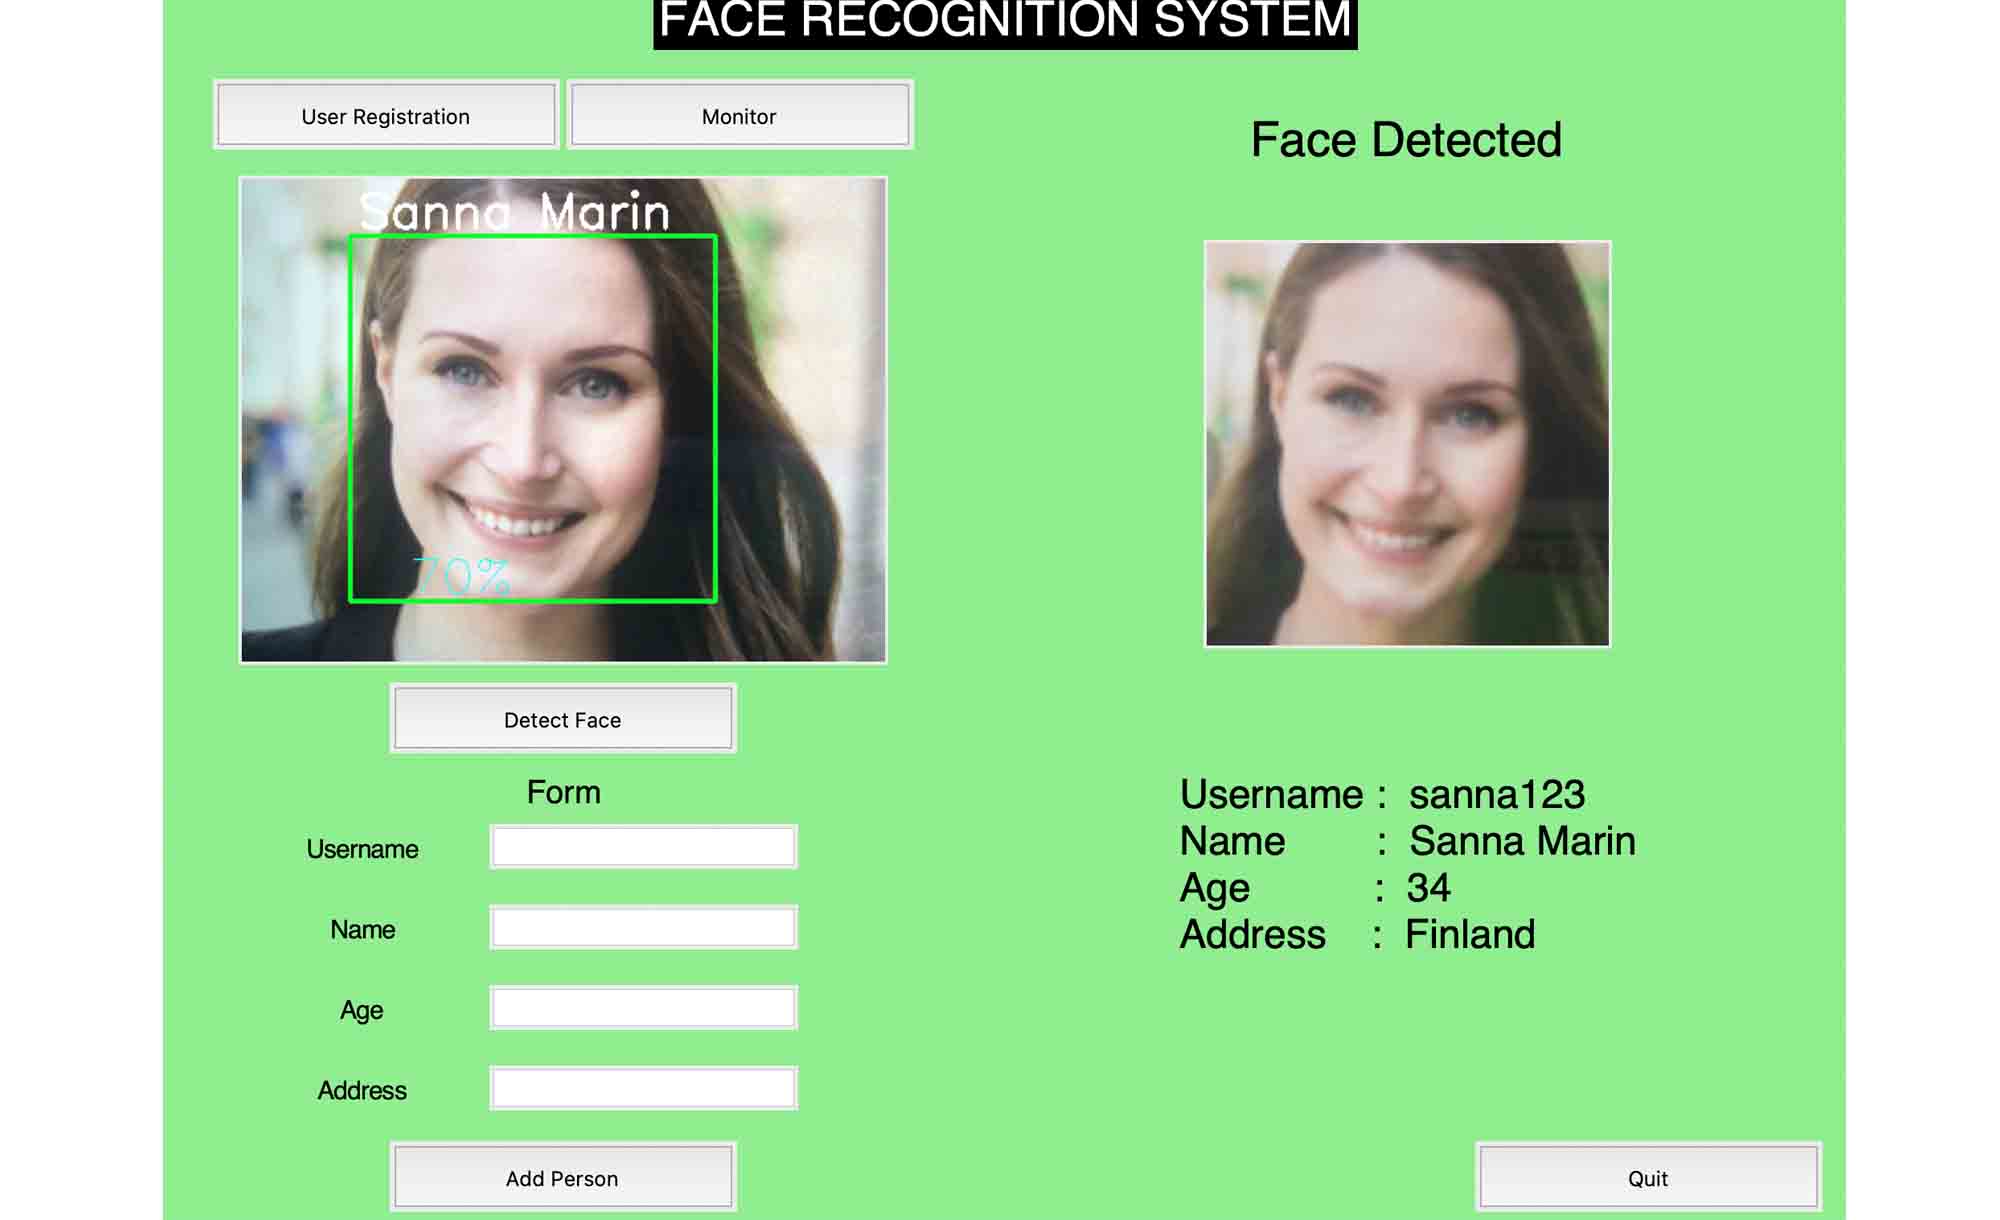 FACE RECOGNITION SYSTEM
User Registration
Monitor
Face Detected
Sanna Marin
70%
Detect Face
Form
Username
Name
Age
Address
Add Person
Username : sanna123
Name : Sanna Marin
Age : 34
Address : Finland
Quit